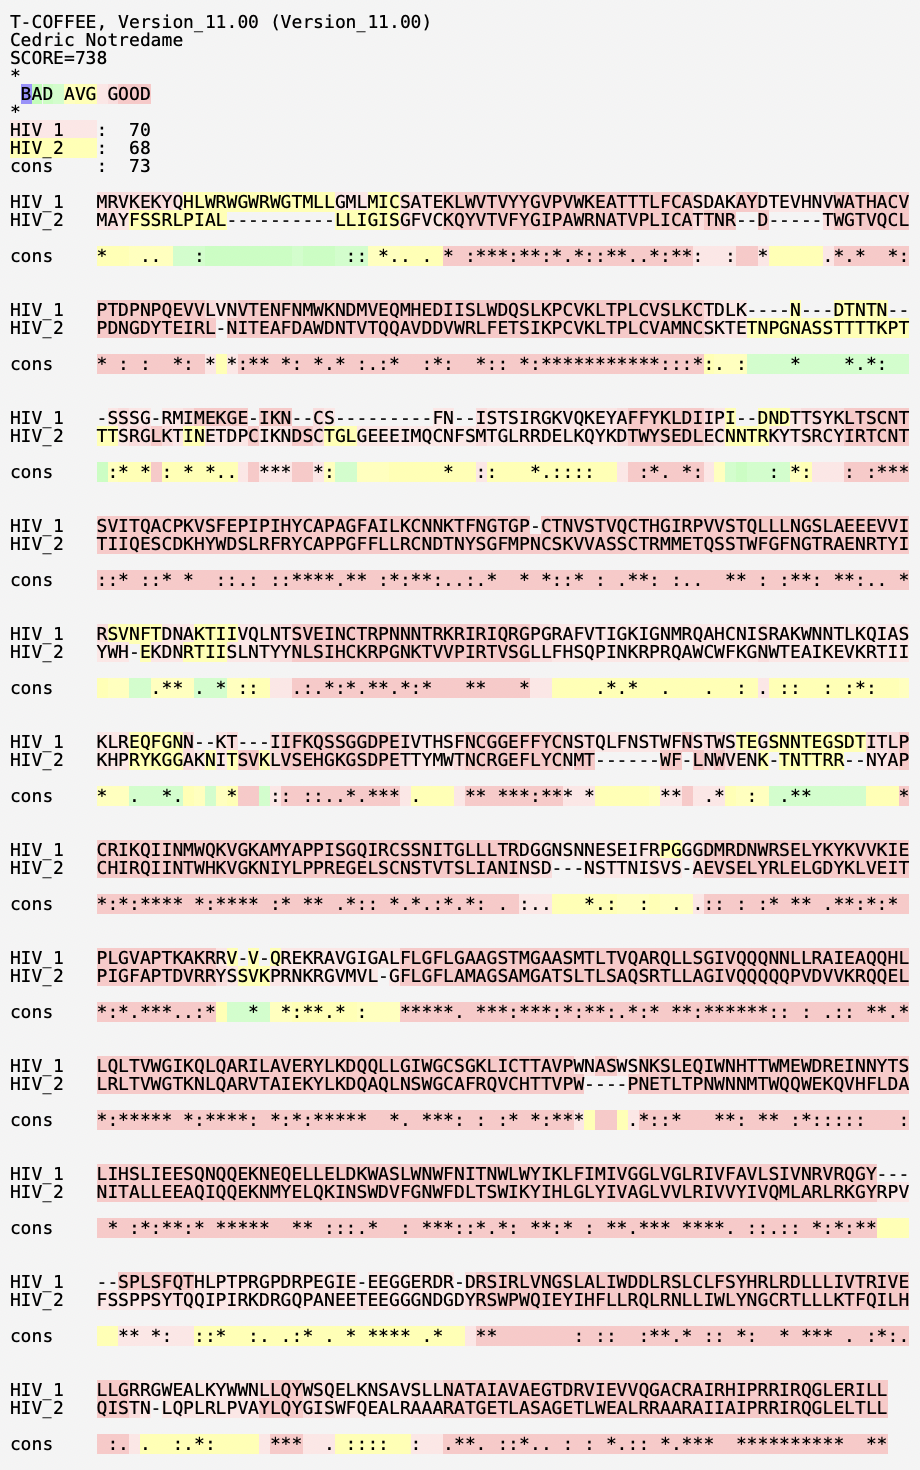 T-COFFEE, Version_11.00 (Version_11.00)
Cedric Notredame
SCORE=738
*
 BAD AVG GOOD
*
HIV_1   :  70
HIV_2   :  68
cons    :  73

HIV_1   MRVKEKYQHLWRWGWRWGTMLLGMLMICSATEKLWVTVYYGVPVWKEATTTLFCASDAKAYDTEVHNVWATHACV
HIV_2   MAYFSSRLPIAL----------LLIGISGFVCKQYVTVFYGIPAWRNATVPLICATTNR--D-----TWGTVQCL

cons    *   ..   :             :: *.. . * :***:**:*.*::**..*:**:  :  *     .*.*  *:

HIV_1   PTDPNPQEVVLVNVTENFNMWKNDMVEQMHEDIISLWDQSLKPCVKLTPLCVSLKCTDLK----N---DTNTN--
HIV_2   PDNGDYTEIRL-NITEAFDAWDNTVTQQAVDDVWRLFETSIKPCVKLTPLCVAMNCSKTETNPGNASSTTTTKPT

cons    * : :  *: * *:** *: *.* :.:*  :*:  *:: *:***********:::*:. :    *    *.*:  

HIV_1   -SSSG-RMIMEKGE-IKN--CS---------FN--ISTSIRGKVQKEYAFFYKLDIIPI--DNDTTSYKLTSCNT
HIV_2   TTSRGLKTINETDPCIKNDSCTGLGEEEIMQCNFSMTGLRRDELKQYKDTWYSEDLECNNTRKYTSRCYIRTCNT

cons     :* * : * *..  ***  *:          *  ::    *.::::    :*. *:      : *:   : :***

HIV_1   SVITQACPKVSFEPIPIHYCAPAGFAILKCNNKTFNGTGP-CTNVSTVQCTHGIRPVVSTQLLLNGSLAEEEVVI
HIV_2   TIIQESCDKHYWDSLRFRYCAPPGFFLLRCNDTNYSGFMPNCSKVVASSCTRMMETQSSTWFGFNGTRAENRTYI

cons    ::* ::* *  ::.: ::****.** :*:**:..:.*  * *::* : .**: :..  ** : :**: **:.. *

HIV_1   RSVNFTDNAKTIIVQLNTSVEINCTRPNNNTRKRIRIQRGPGRAFVTIGKIGNMRQAHCNISRAKWNNTLKQIAS
HIV_2   YWH-EKDNRTIISLNTYYNLSIHCKRPGNKTVVPIRTVSGLLFHSQPINKRPRQAWCWFKGNWTEAIKEVKRTII

cons         .** . * ::   .:.*:*.**.*:*   **   *      .*.*  .   .  : . ::  : :*:   

HIV_1   KLREQFGNN--KT---IIFKQSSGGDPEIVTHSFNCGGEFFYCNSTQLFNSTWFNSTWSTEGSNNTEGSDTITLP
HIV_2   KHPRYKGGAKNITSVKLVSEHGKGSDPETTYMWTNCRGEFLYCNMT------WF-LNWVENK-TNTTRR--NYAP

cons    *  .  *.    *   :: ::..*.*** .    ** ***:*** *      **  .*  :  .**        *

HIV_1   CRIKQIINMWQKVGKAMYAPPISGQIRCSSNITGLLLTRDGGNSNNESEIFRPGGGDMRDNWRSELYKYKVVKIE
HIV_2   CHIRQIINTWHKVGKNIYLPPREGELSCNSTVTSLIANINSD---NSTTNISVS-AEVSELYRLELGDYKLVEIT

cons    *:*:**** *:**** :* ** .*:: *.*.:*.*: . :..   *.:  :  . .:: : :* ** .**:*:* 

HIV_1   PLGVAPTKAKRRV-V-QREKRAVGIGALFLGFLGAAGSTMGAASMTLTVQARQLLSGIVQQQNNLLRAIEAQQHL
HIV_2   PIGFAPTDVRRYSSVKPRNKRGVMVL-GFLGFLAMAGSAMGATSLTLSAQSRTLLAGIVQQQQQPVDVVKRQQEL

cons    *:*.***..:*   *  *:**.* :   *****. ***:***:*:**:.*:* **:******:: : .:: **.*

HIV_1   LQLTVWGIKQLQARILAVERYLKDQQLLGIWGCSGKLICTTAVPWNASWSNKSLEQIWNHTTWMEWDREINNYTS
HIV_2   LRLTVWGTKNLQARVTAIEKYLKDQAQLNSWGCAFRQVCHTTVPW----PNETLTPNWNNMTWQQWEKQVHFLDA

cons    *:***** *:****: *:*:*****  *. ***: : :* *:***    .*::*   **: ** :*:::::   :

HIV_1   LIHSLIEESQNQQEKNEQELLELDKWASLWNWFNITNWLWYIKLFIMIVGGLVGLRIVFAVLSIVNRVRQGY---
HIV_2   NITALLEEAQIQQEKNMYELQKINSWDVFGNWFDLTSWIKYIHLGLYIVAGLVVLRIVVYIVQMLARLRKGYRPV

cons     * :*:**:* *****  ** :::.*  : ***::*.*: **:* : **.*** ****. ::.:: *:*:**   

HIV_1   --SPLSFQTHLPTPRGPDRPEGIE-EEGGERDR-DRSIRLVNGSLALIWDDLRSLCLFSYHRLRDLLLIVTRIVE
HIV_2   FSSPPSYTQQIPIRKDRGQPANEETEEGGGNDGDYRSWPWQIEYIHFLLRQLRNLLIWLYNGCRTLLLKTFQILH

cons      ** *:  ::*  :. .:* . * **** .*   **       : ::  :**.* :: *:  * *** . :*:.

HIV_1   LLGRRGWEALKYWWNLLQYWSQELKNSAVSLLNATAIAVAEGTDRVIEVVQGACRAIRHIPRRIRQGLERILL
HIV_2   QISTN-LQPLRLPVAYLQYGISWFQEALRAAARATGETLASAGETLWEALRRAARAIIAIPRRIRQGLELTLL

cons     :. .  :.*:     ***  . ::::  :  .**. ::*.. : : *.:: *.***  **********  **